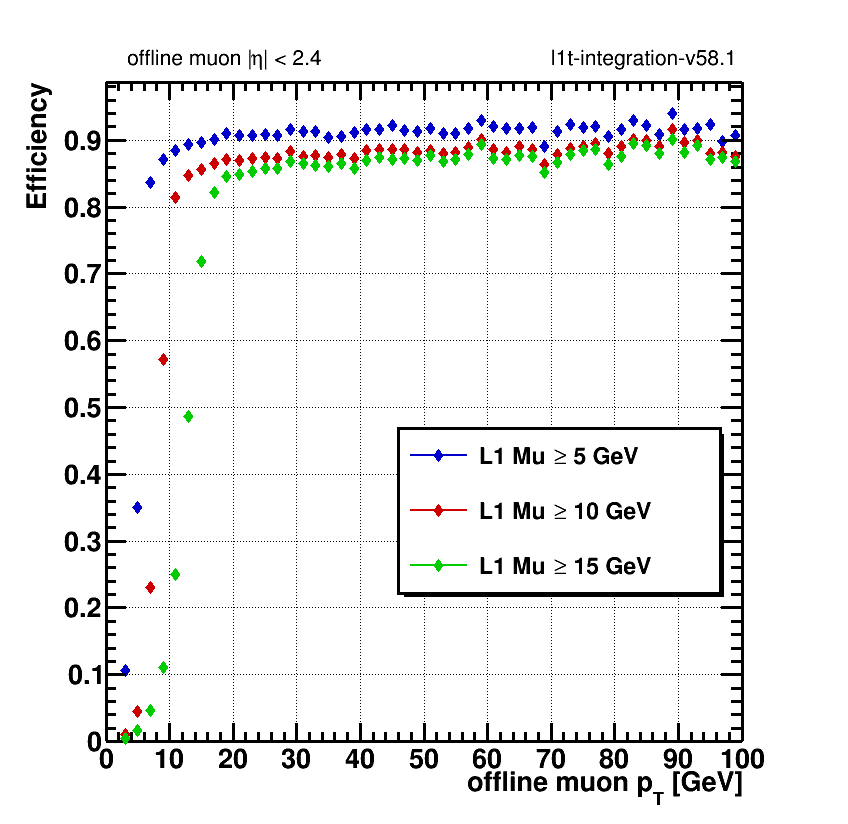 offline muon |η| < 2.4
l1t-integration-v58.1
Efficiency
0.9
0.8
0.7
0.6
0.5
0.4
0.3
0.2
0.1
0
L1 Mu ≥ 5 GeV
L1 Mu ≥ 10 GeV
L1 Mu ≥ 15 GeV
0 10 20 30 40 50 60 70 80 90 100
offline muon p_T [GeV]